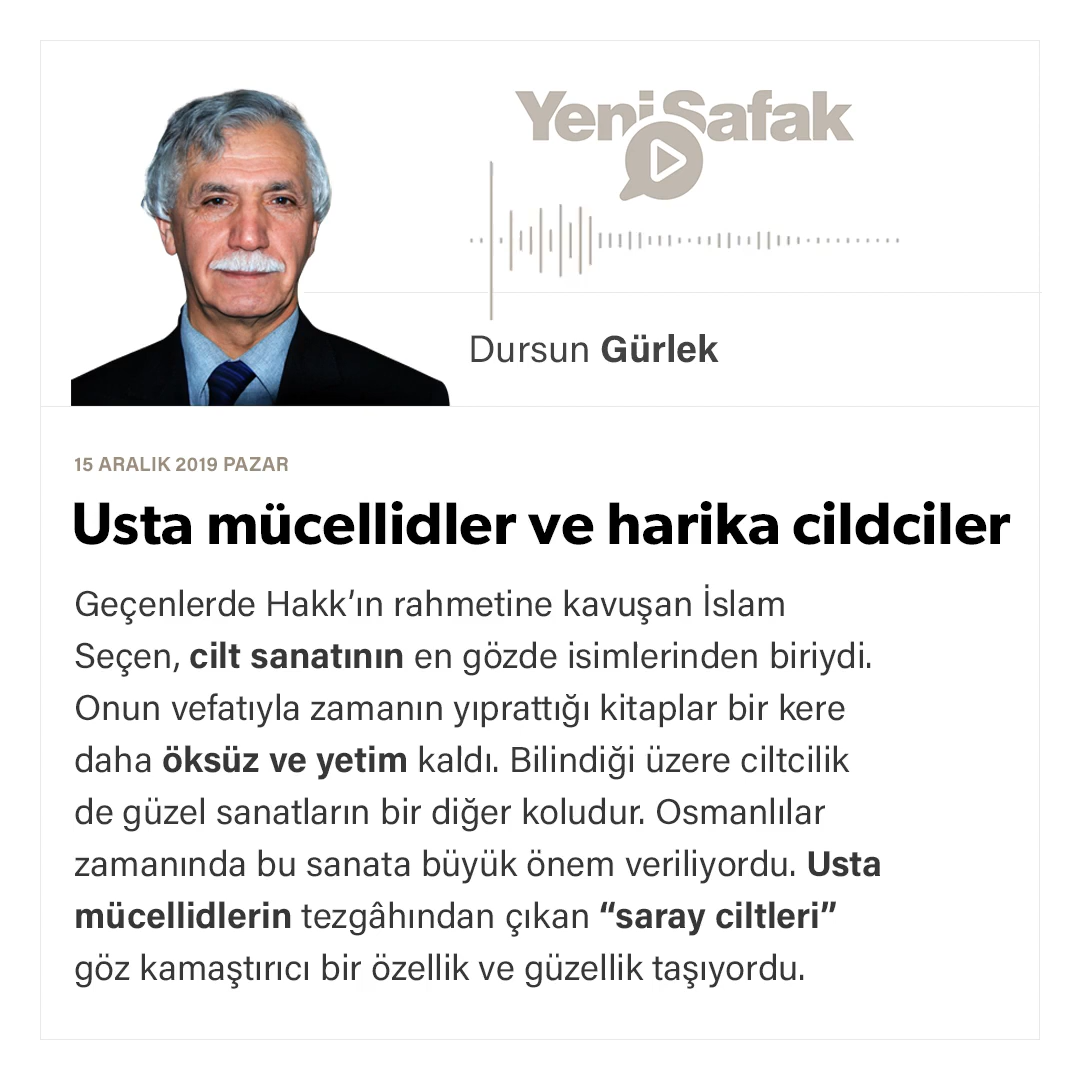 YeniŞafak
Dursun Gürlek
15 ARALIK 2019 PAZAR
Usta mücellidler ve harika cildciler
Geçenlerde Hakk’ın rahmetine kavuşan İslam
Seçen, cilt sanatının en gözde isimlerinden biriydi.
Onun vefatıyla zamanın yıprattığı kitaplar bir kere
daha öksüz ve yetim kaldı. Bilindiği üzere ciltcilik
de güzel sanatların bir diğer koludur. Osmanlılar
zamanında bu sanata büyük önem veriliyordu. Usta
mücellidlerin tezgâhından çıkan “saray ciltleri”
göz kamaştırıcı bir özellik ve güzellik taşıyordu.